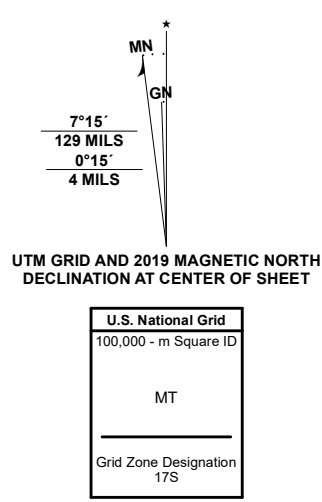 MN
GN
7°15´
129 MILS
0°15´
4 MILS
UTM GRID AND 2019 MAGNETIC NORTH
DECLINATION AT CENTER OF SHEET
U.S. National Grid
100,000 - m Square ID
MT
Grid Zone Designation
17S